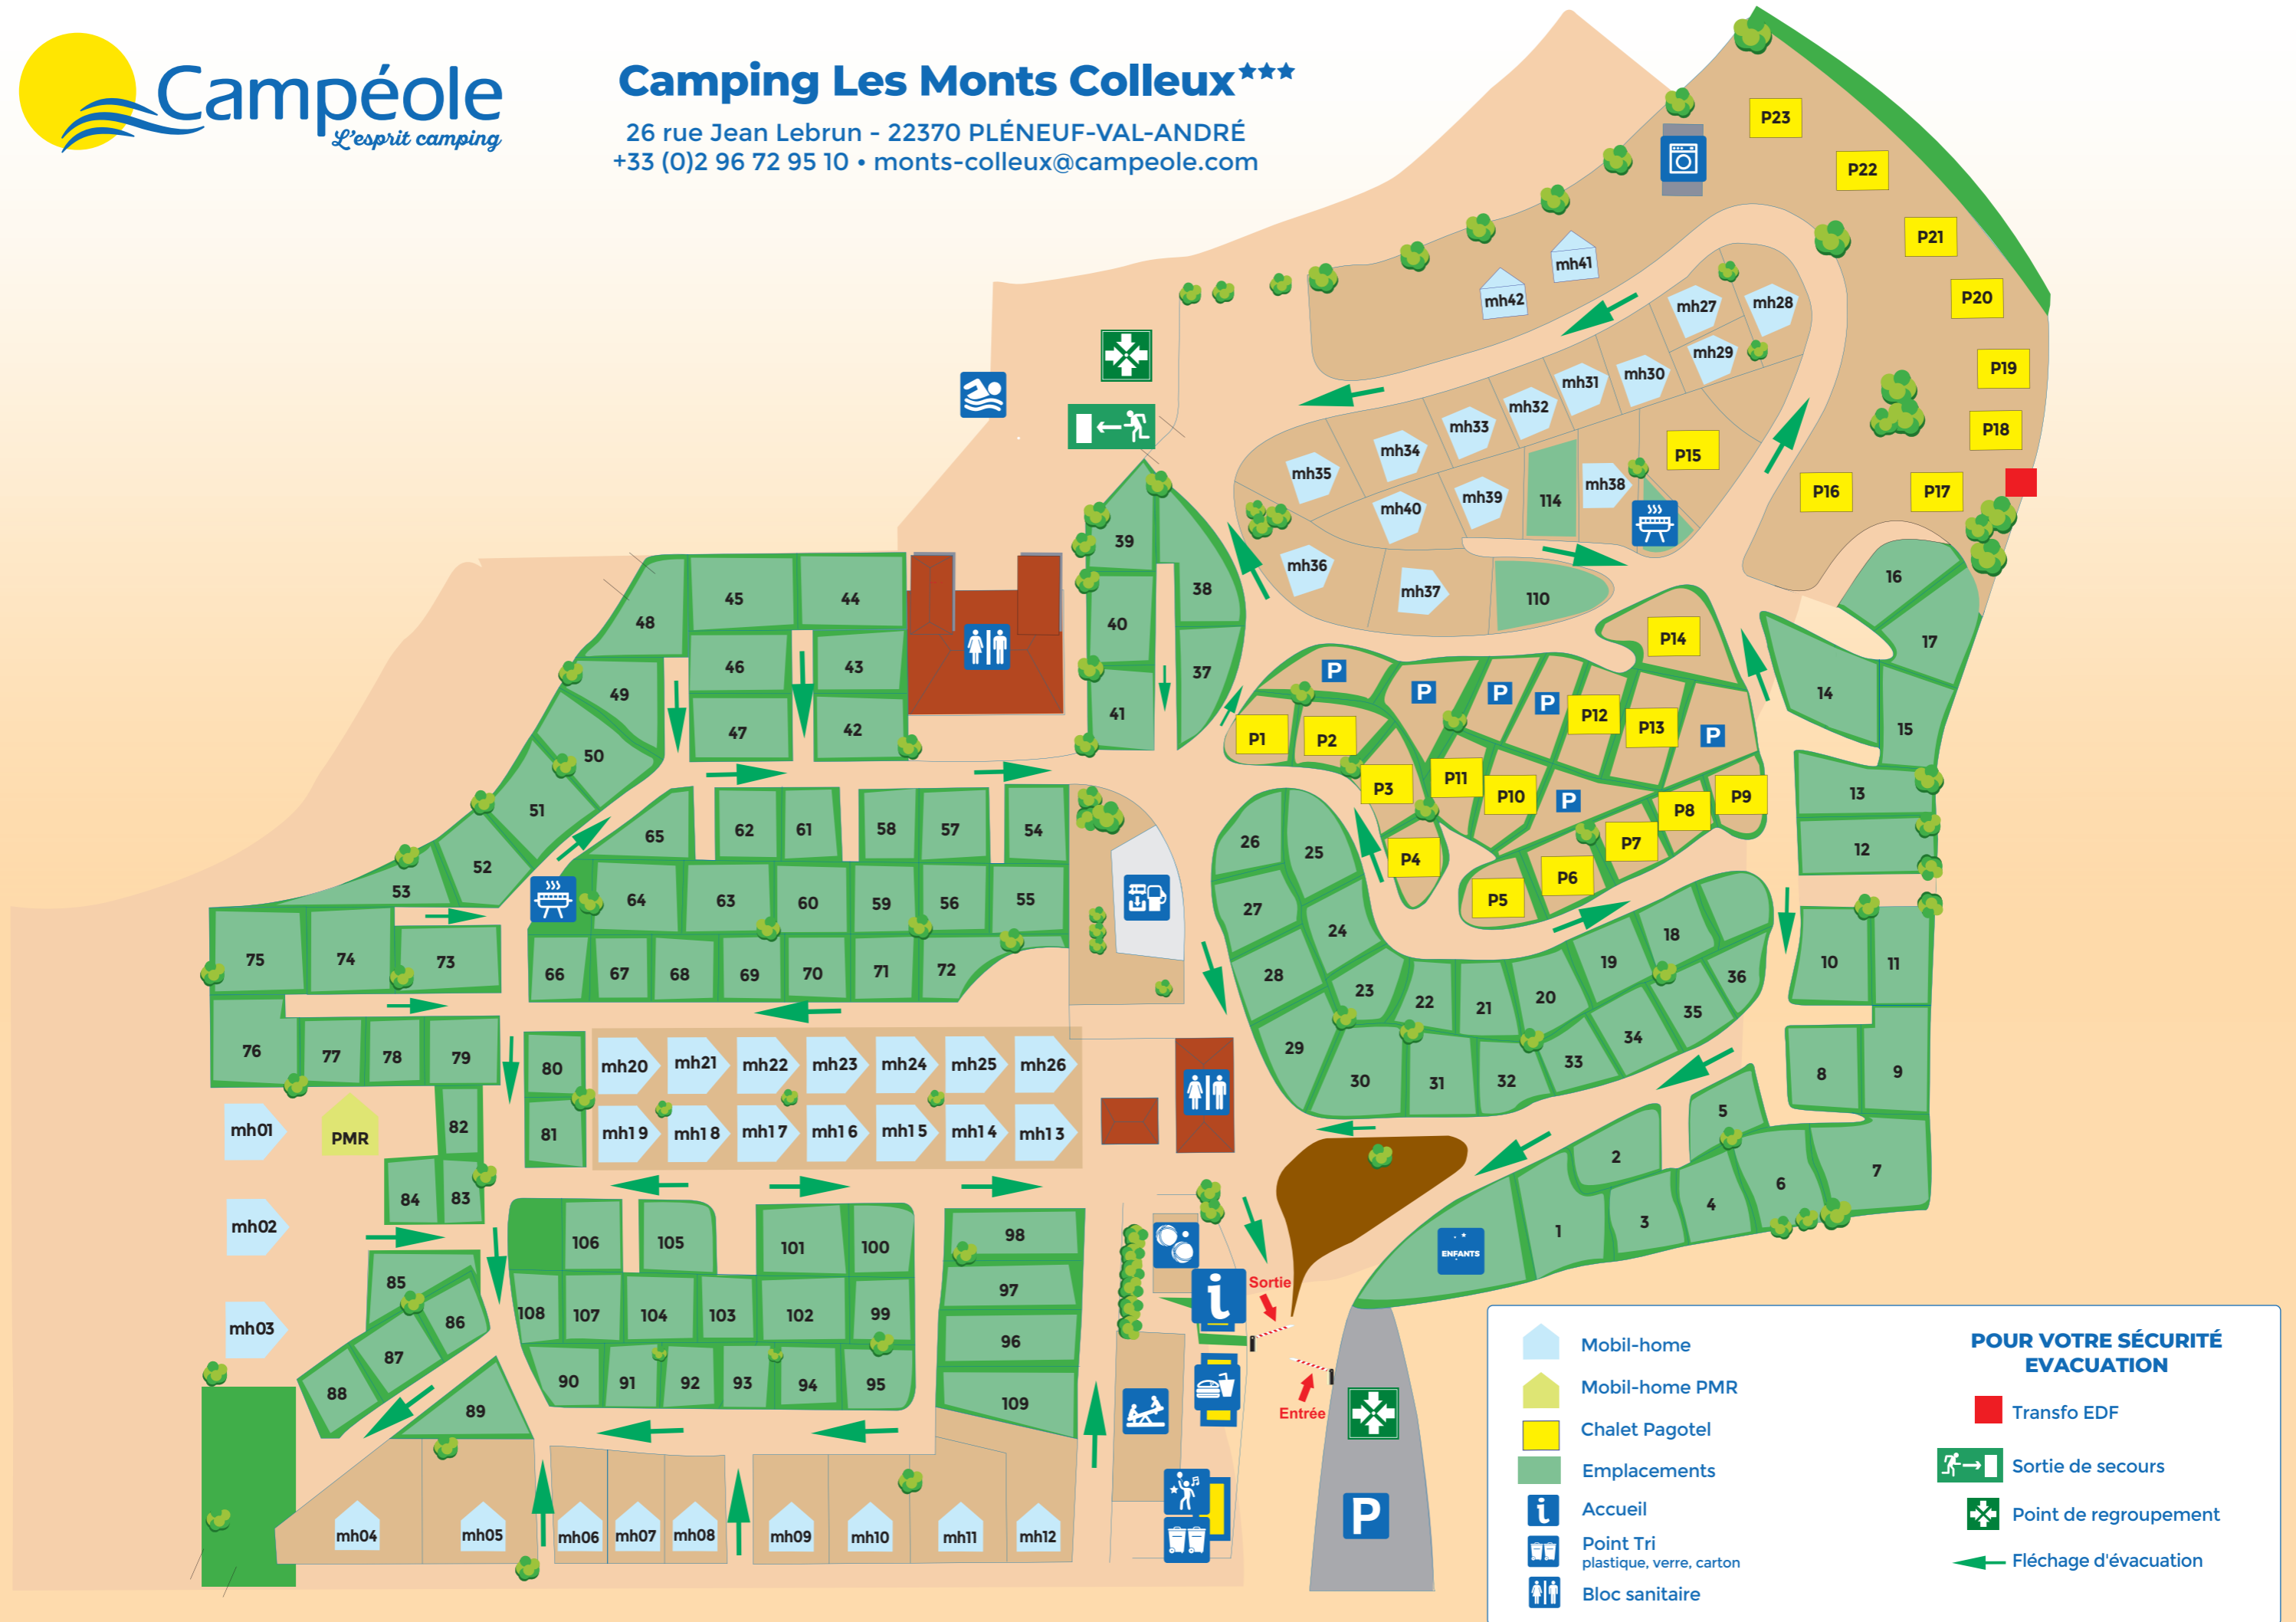 Campéole
L'esprit camping
Camping Les Monts Colleux***
26 rue Jean Lebrun - 22370 PLÉNEUF-VAL-ANDRÉ
+33 (0)2 96 72 95 10 • monts-colleux@campeole.com
P23
P22
P21
P20
P19
P18
P17
P16
mh41
mh42
mh27
mh28
mh29
mh30
mh31
mh32
mh33
mh34
mh35
P15
mh38
114
mh39
mh40
mh36
mh37
110
39
38
40
37
41
48
45
44
46
43
47
42
49
50
51
52
53
P14
P
P
P
P
P12
P13
P
P1
P2
P3
P11
P10
P
P8
P9
P7
P4
P6
P5
16
17
14
15
13
12
10
11
8
9
65
62
61
58
57
54
64
63
60
59
56
55
66
67
68
69
70
71
72
75
74
73
76
77
78
79
26
25
27
24
28
23
22
21
20
19
18
36
35
34
33
32
31
30
29
80
81
mh20
mh21
mh22
mh23
mh24
mh25
mh26
mh19
mh18
mh17
mh16
mh15
mh14
mh13
mh01
PMR
82
84
83
mh02
mh03
5
2
7
6
4
3
1
ENFANTS
106
105
101
100
98
85
86
108
107
104
103
102
99
97
96
87
88
89
90
91
92
93
94
95
109
i
Sortie
Entrée
P
mh04
mh05
mh06
mh07
mh08
mh09
mh10
mh11
mh12
Mobil-home
Mobil-home PMR
Chalet Pagotel
Emplacements
i Accueil
Point Tri
plastique, verre, carton
Bloc sanitaire
POUR VOTRE SÉCURITÉ
EVACUATION
Transfo EDF
Sortie de secours
Point de regroupement
Fléchage d'évacuation